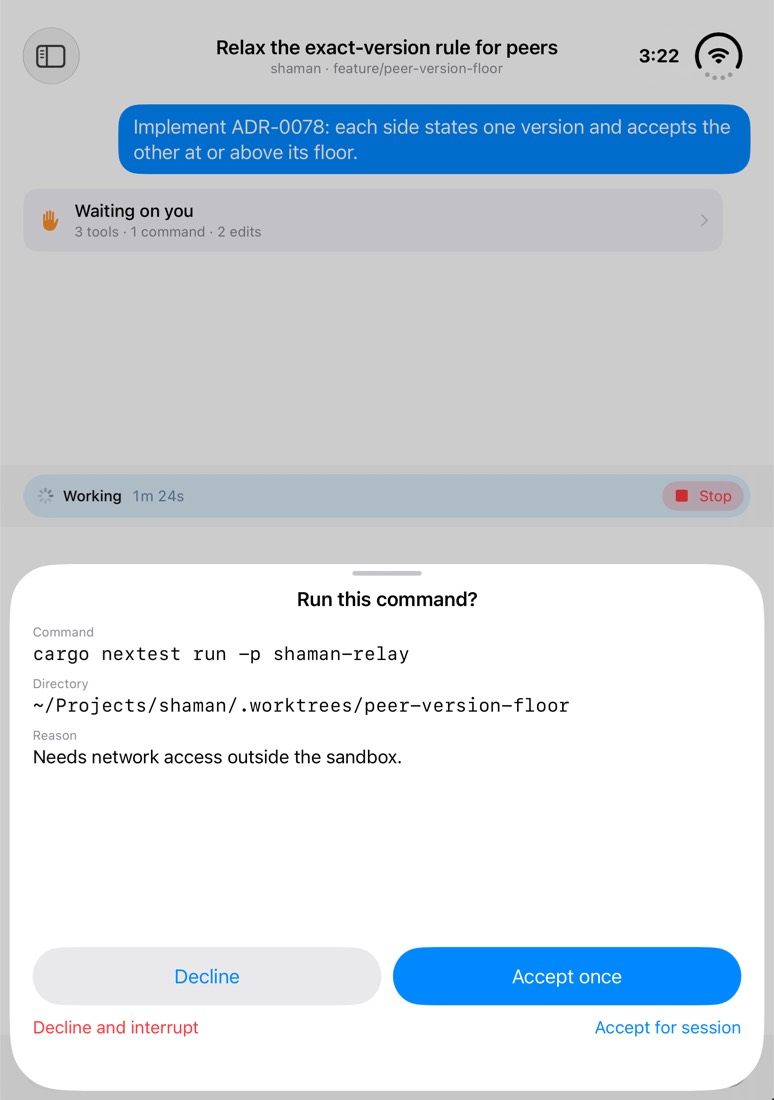 Relax the exact-version rule for peers
shaman · feature/peer-version-floor
3:22
Implement ADR-0078: each side states one version and accepts the
other at or above its floor.
Waiting on you
3 tools · 1 command · 2 edits
Working 1m 24s
Stop
Run this command?
Command
cargo nextest run -p shaman-relay
Directory
~/Projects/shaman/.worktrees/peer-version-floor
Reason
Needs network access outside the sandbox.
Decline
Accept once
Decline and interrupt
Accept for session